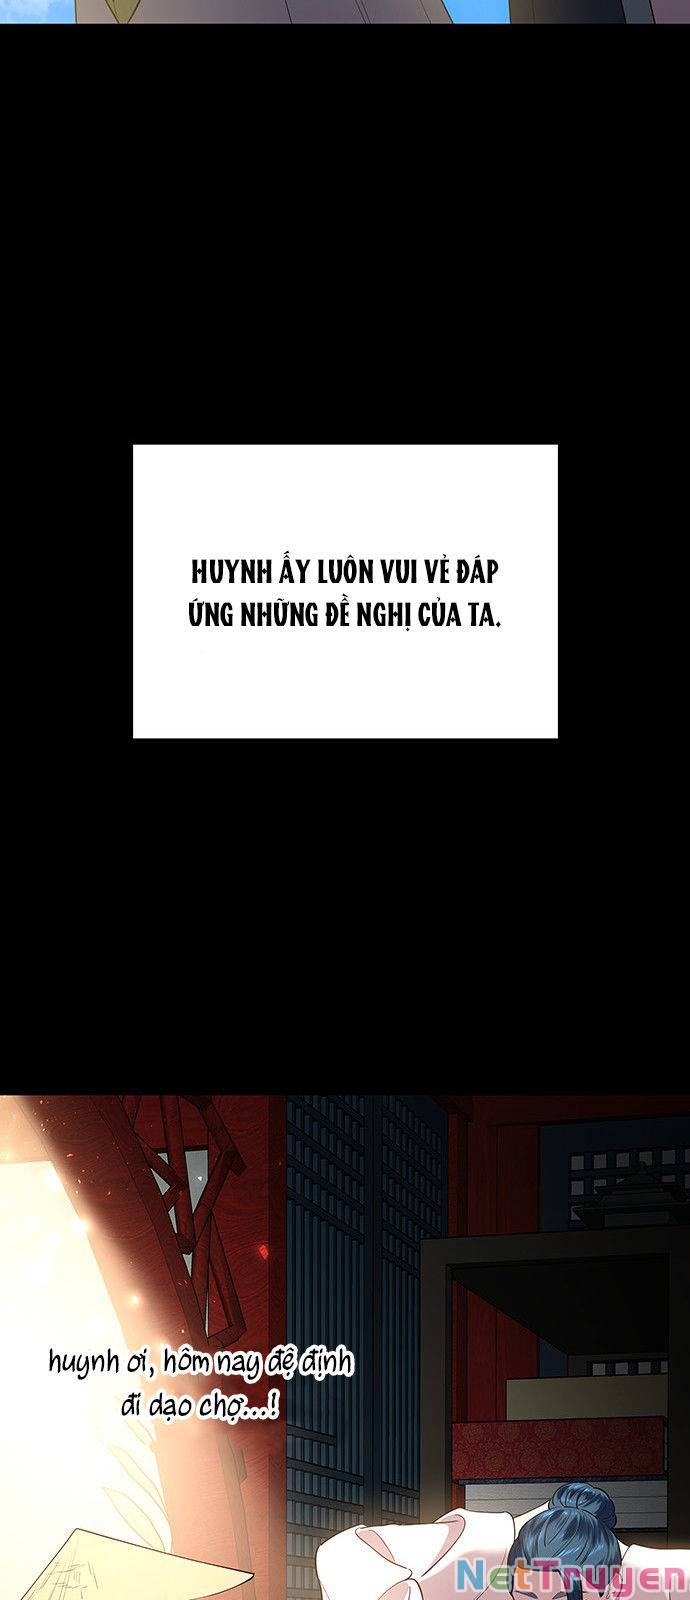 HUYNH ẤY LUÔN VUI VẺ ĐÁP
ỨNG NHỮNG ĐỀ NGHỊ CỦA TA.
huynh ơi, hôm nay đệ định
đi dạo chợ...!
NetTruyen